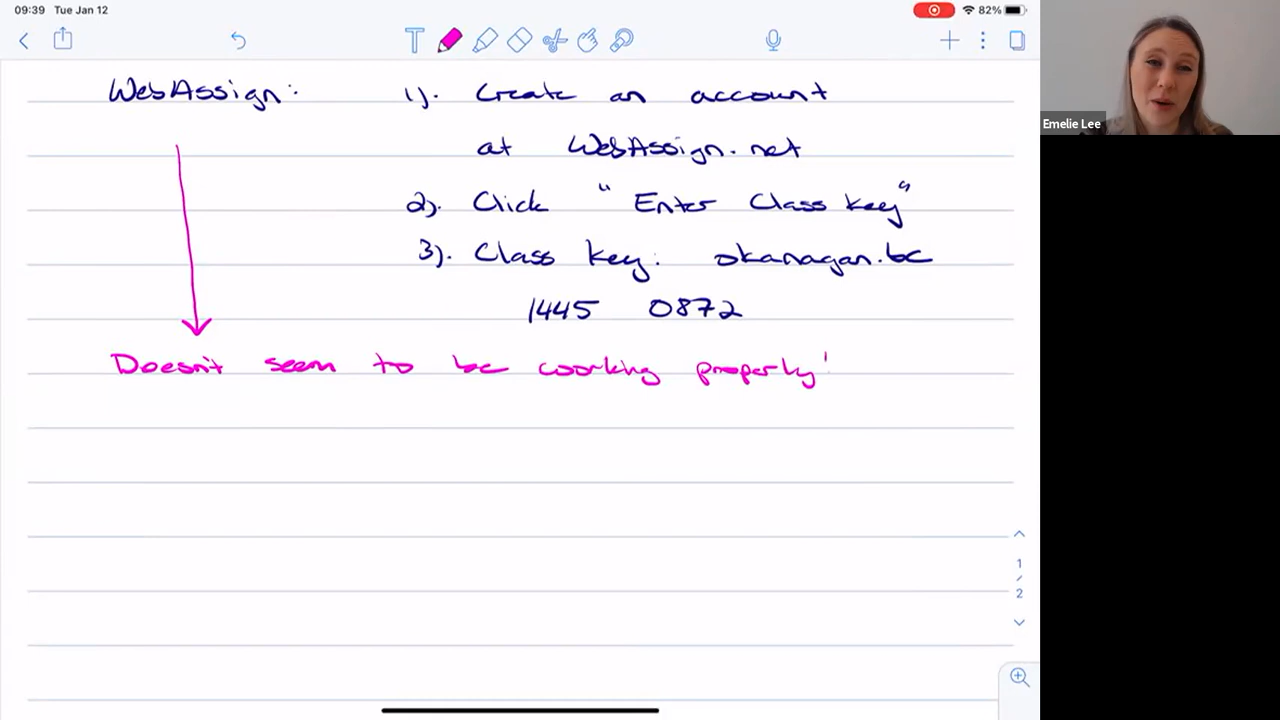 09:39 Tue Jan 12
82%
WebAssign: 1). Create an account
at WebAssign.net
2). Click "Enter Class Key"
3). Class Key: okanagan.bc
1445 0872
Doesn't seem to be working properly!
Emelie Lee
1
2